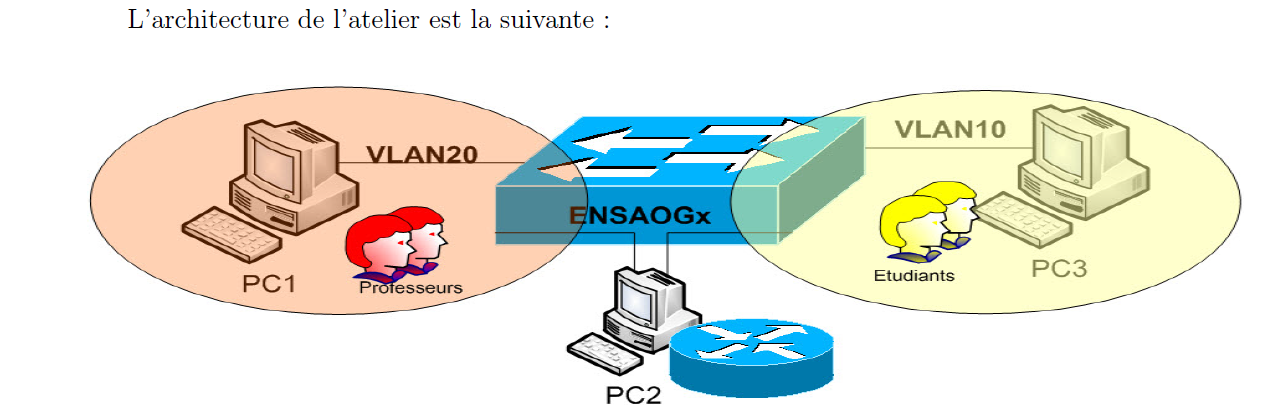 L'architecture de l'atelier est la suivante :
VLAN20
VLAN10
ENSAOGx
PC1
Professeurs
Etudiants
PC3
PC2